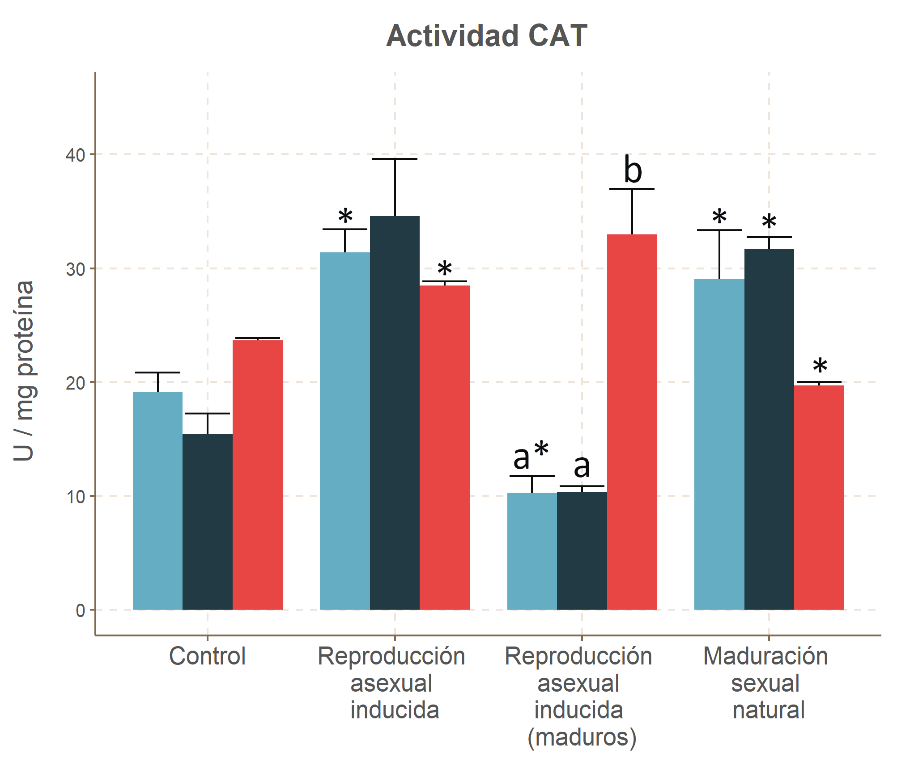 Actividad CAT
U / mg proteína
40
30
20
10
0
* * a* a b * * *
Control
Reproducción
asexual
inducida
Reproducción
asexual
inducida
(maduros)
Maduración
sexual
natural